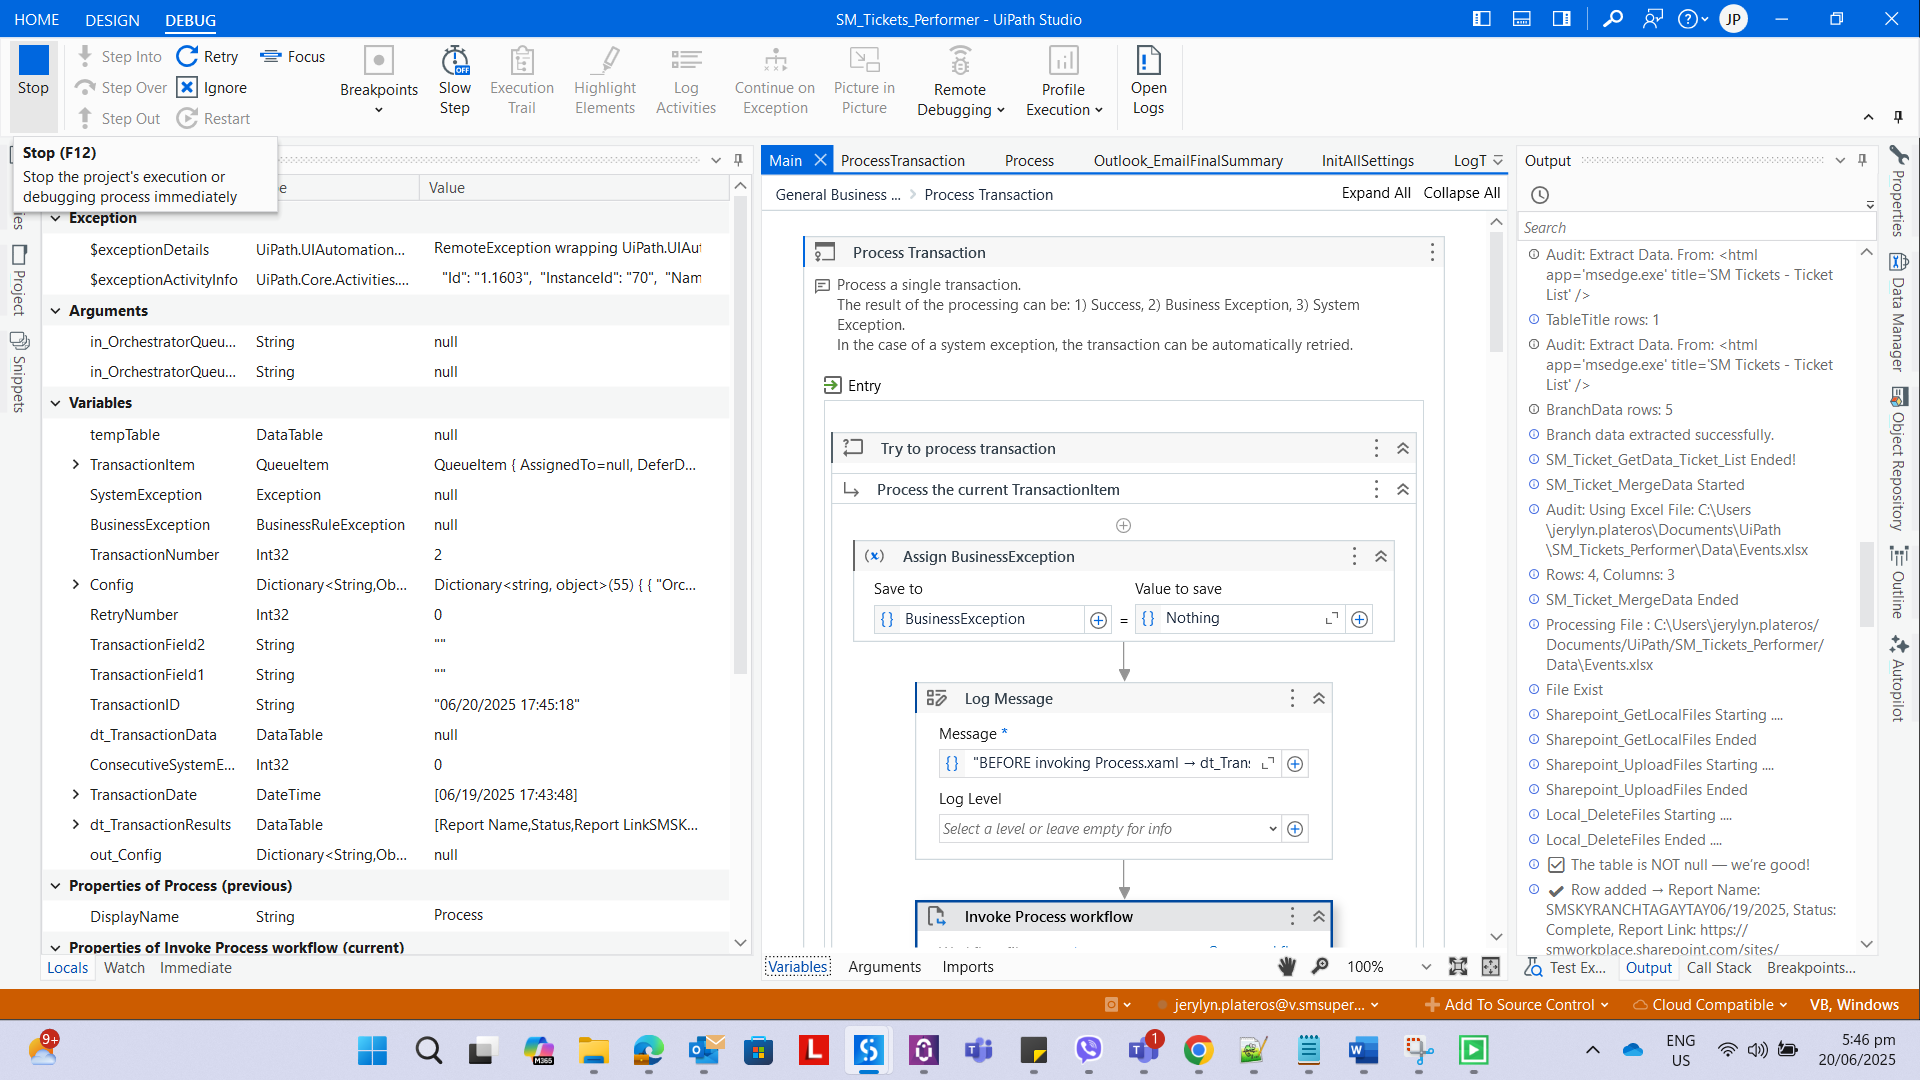 HOME DESIGN DEBUG
SM_Tickets_Performer - UiPath Studio
JP
Stop
Step Into
Step Over
Step Out
Retry
Ignore
Restart
Focus
Breakpoints
Slow Step
Execution Trail
Highlight Elements
Log Activities
Continue on Exception
Picture in Picture
Remote Debugging
Profile Execution
Open Logs
Stop (F12)
Stop the project's execution or
debugging process immediately
Value
Exception
$exceptionDetails UiPath.UIAutomation... RemoteException wrapping UiPath.UIAut
$exceptionActivityInfo UiPath.Core.Activities.... "Id": "1.1603", "InstanceId": "70", "Nam
Arguments
in_OrchestratorQueu... String null
in_OrchestratorQueu... String null
Variables
tempTable DataTable null
TransactionItem QueueItem QueueItem { AssignedTo=null, DeferD...
SystemException Exception null
BusinessException BusinessRuleException null
TransactionNumber Int32 2
Config Dictionary<String,Ob... Dictionary<string, object>(55) { { "Orc...
RetryNumber Int32 0
TransactionField2 String ""
TransactionField1 String ""
TransactionID String "06/20/2025 17:45:18"
dt_TransactionData DataTable null
ConsecutiveSystemE... Int32 0
TransactionDate DateTime [06/19/2025 17:43:48]
dt_TransactionResults DataTable [Report Name,Status,Report LinkSMSK...
out_Config Dictionary<String,Ob... null
Properties of Process (previous)
DisplayName String Process
Properties of Invoke Process workflow (current)
Locals Watch Immediate
Project
Snippets
Main ProcessTransaction Process Outlook_EmailFinalSummary InitAllSettings LogT
General Business ... > Process Transaction
Expand All Collapse All
Process Transaction
Process a single transaction.
The result of the processing can be: 1) Success, 2) Business Exception, 3) System
Exception.
In the case of a system exception, the transaction can be automatically retried.
Entry
Try to process transaction
Process the current TransactionItem
Assign BusinessException
Save to Value to save
BusinessException = Nothing
Log Message
Message *
"BEFORE invoking Process.xaml → dt_Trans
Log Level
Select a level or leave empty for info
Invoke Process workflow
Variables Arguments Imports
100%
Output
Search
Audit: Extract Data. From: <html
app='msedge.exe' title='SM Tickets - Ticket
List' />
TableTitle rows: 1
Audit: Extract Data. From: <html
app='msedge.exe' title='SM Tickets - Ticket
List' />
BranchData rows: 5
Branch data extracted successfully.
SM_Ticket_GetData_Ticket_List Ended!
SM_Ticket_MergeData Started
Audit: Using Excel File: C:\Users
\jerylyn.plateros\Documents\UiPath
\SM_Tickets_Performer\Data\Events.xlsx
Rows: 4, Columns: 3
SM_Ticket_MergeData Ended
Processing File : C:\Users\jerylyn.plateros/
Documents/UiPath/SM_Tickets_Performer/
Data\Events.xlsx
File Exist
Sharepoint_GetLocalFiles Starting ....
Sharepoint_GetLocalFiles Ended
Sharepoint_UploadFiles Starting ....
Sharepoint_UploadFiles Ended
Local_DeleteFiles Starting ....
Local_DeleteFiles Ended ....
The table is NOT null — we’re good!
Row added → Report Name:
SMSKYRANCHTAGAYTAY06/19/2025, Status:
Complete, Report Link: https://
smworkplace.sharepoint.com/sites/
Test Ex... Output Call Stack Breakpoints...
Properties
Data Manager
Object Repository
Outline
Autopilot
jerylyn.plateros@v.smsuper...
Add To Source Control
Cloud Compatible
VB, Windows
9+
M365
1
ENG
US
5:46 pm
20/06/2025